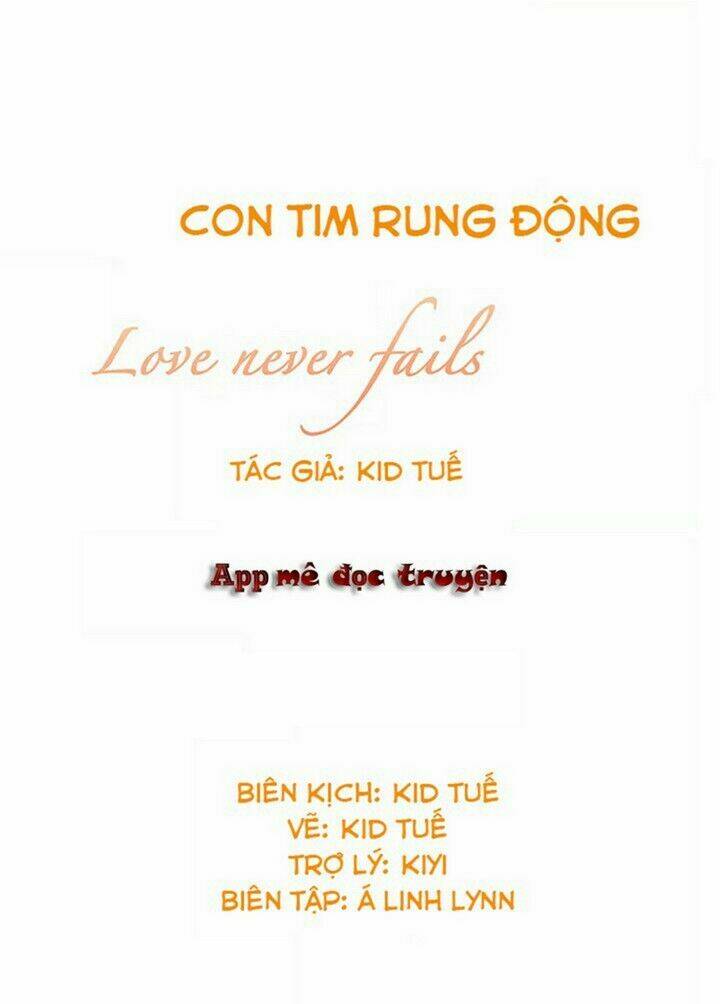 CON TIM RUNG ĐỘNG
Love never fails
TÁC GIẢ: KID TUẾ
App mê đọc truyện
BIÊN KỊCH: KID TUẾ
VẼ: KID TUẾ
TRỢ LÝ: KIYI
BIÊN TẬP: Á LINH LYNN